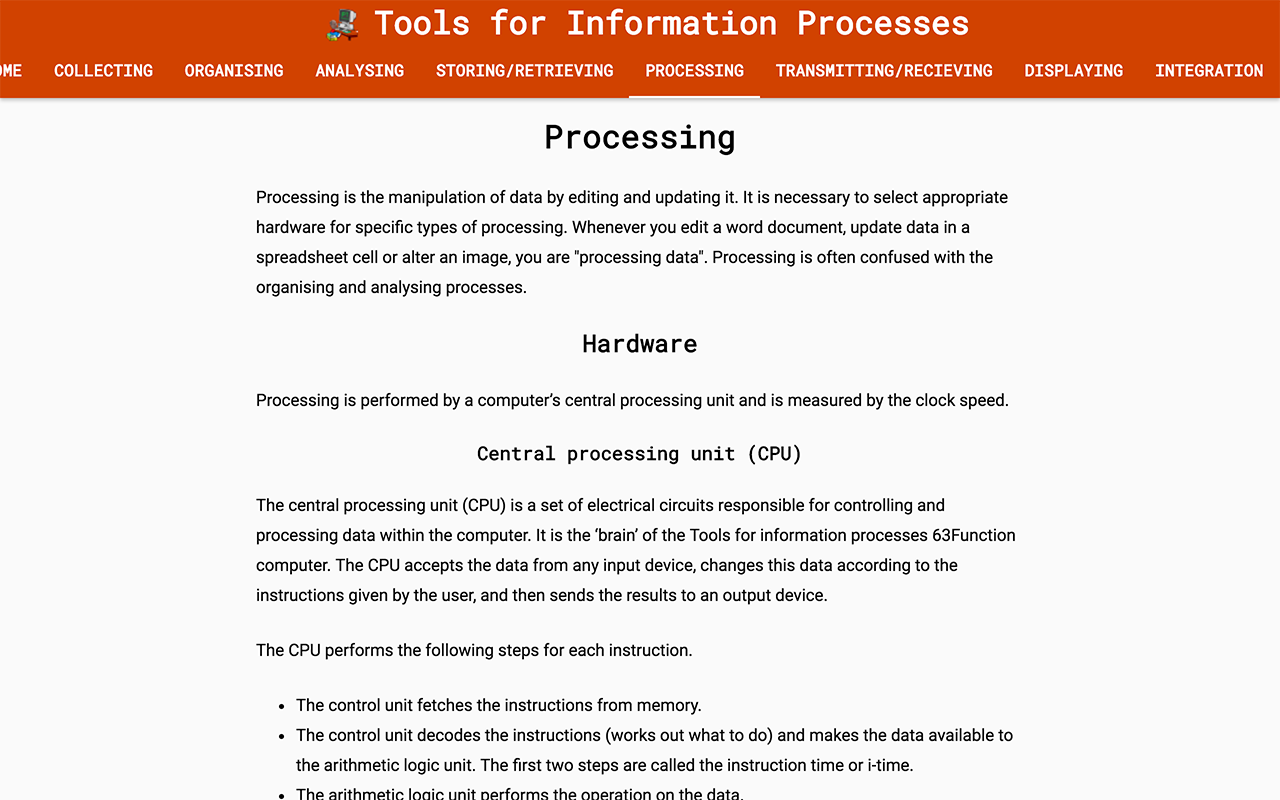 Tools for Information Processes
OME COLLECTING ORGANISING ANALYSING STORING/RETRIEVING PROCESSING TRANSMITTING/RECIEVING DISPLAYING INTEGRATION
Processing
Processing is the manipulation of data by editing and updating it. It is necessary to select appropriate
hardware for specific types of processing. Whenever you edit a word document, update data in a
spreadsheet cell or alter an image, you are "processing data". Processing is often confused with the
organising and analysing processes.
Hardware
Processing is performed by a computer’s central processing unit and is measured by the clock speed.
Central processing unit (CPU)
The central processing unit (CPU) is a set of electrical circuits responsible for controlling and
processing data within the computer. It is the ‘brain’ of the Tools for information processes 63Function
computer. The CPU accepts the data from any input device, changes this data according to the
instructions given by the user, and then sends the results to an output device.
The CPU performs the following steps for each instruction.
• The control unit fetches the instructions from memory.
• The control unit decodes the instructions (works out what to do) and makes the data available to
the arithmetic logic unit. The first two steps are called the instruction time or i-time.
• The arithmetic logic unit performs the operation on the data.